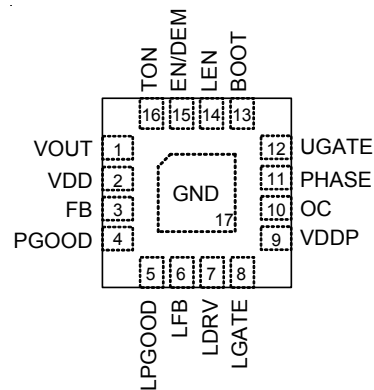 TON
EN/DEM
LEN
BOOT
16
15
14
13
VOUT 1
VDD 2
FB 3
PGOOD 4
GND
17
12 UGATE
11 PHASE
10 OC
9 VDDP
5
6
7
8
LPGOOD
LFB
LDRV
LGATE